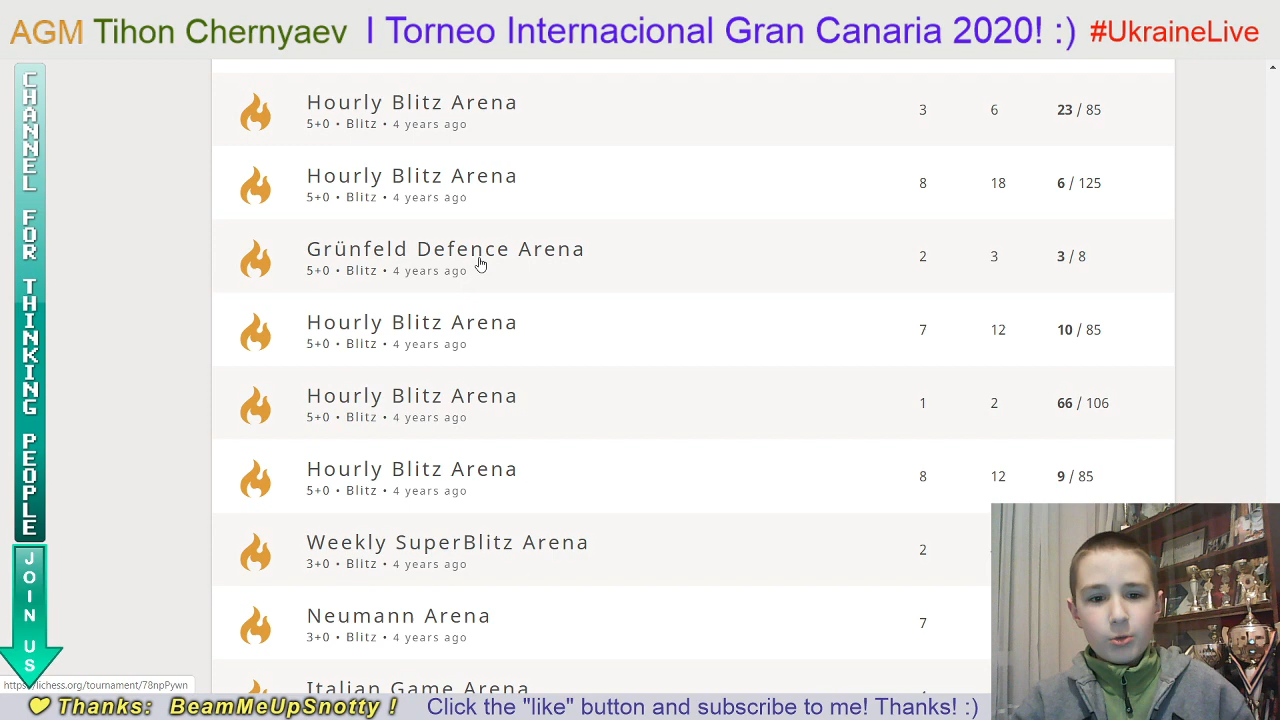 AGM Tihon Chernyaev I Torneo Internacional Gran Canaria 2020! :) #UkraineLive
CHANNEL FOR THINKING PEOPLE
JOIN US
Hourly Blitz Arena
5+0 • Blitz • 4 years ago
3 6 23 / 85
Hourly Blitz Arena
5+0 • Blitz • 4 years ago
8 18 6 / 125
Grünfeld Defence Arena
5+0 • Blitz • 4 years ago
2 3 3 / 8
Hourly Blitz Arena
5+0 • Blitz • 4 years ago
7 12 10 / 85
Hourly Blitz Arena
5+0 • Blitz • 4 years ago
1 2 66 / 106
Hourly Blitz Arena
5+0 • Blitz • 4 years ago
8 12 9 / 85
Weekly SuperBlitz Arena
3+0 • Blitz • 4 years ago
2
Neumann Arena
3+0 • Blitz • 4 years ago
7
Italian Game Arena
https://lichess.org/tournament/78npPywn
Thanks: BeamMeUpSnotty ! Click the "like" button and subscribe to me! Thanks! :)